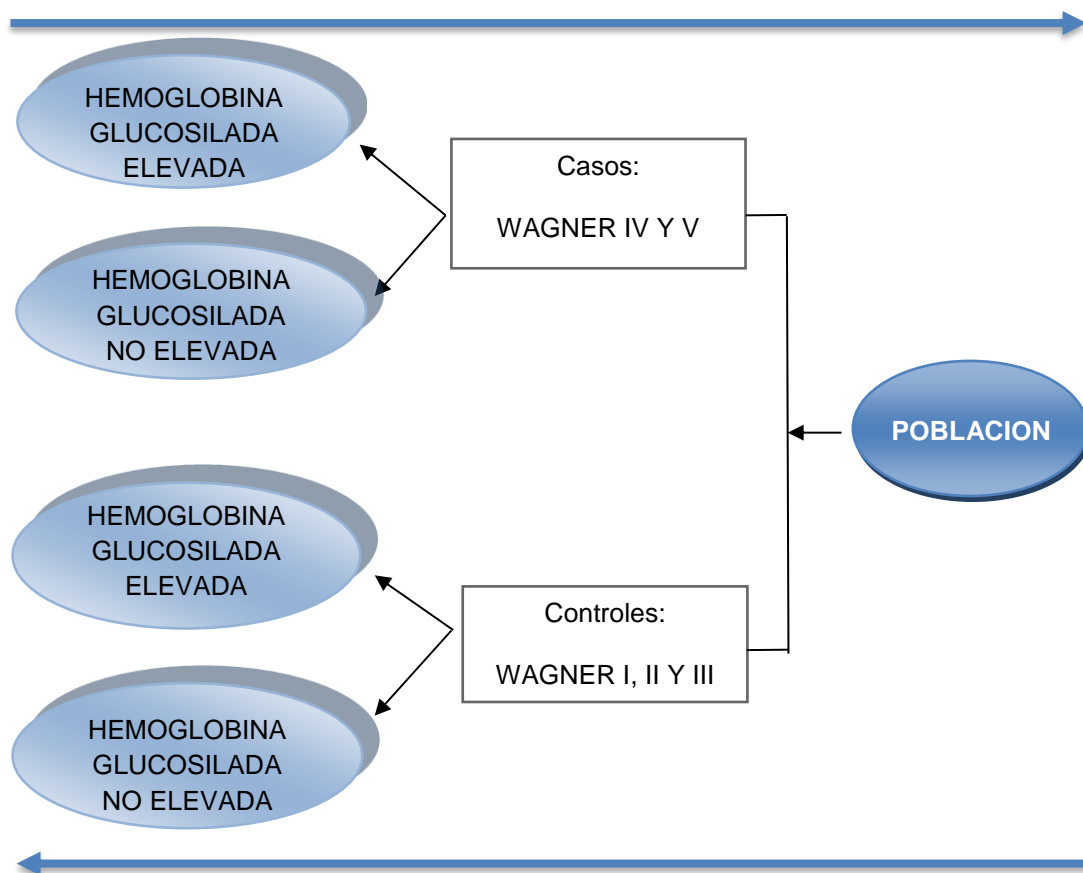 HEMOGLOBINA
GLUCOSILADA
ELEVADA
Casos:
WAGNER IV Y V
HEMOGLOBINA
GLUCOSILADA
NO ELEVADA
POBLACION
HEMOGLOBINA
GLUCOSILADA
ELEVADA
Controles:
WAGNER I, II Y III
HEMOGLOBINA
GLUCOSILADA
NO ELEVADA